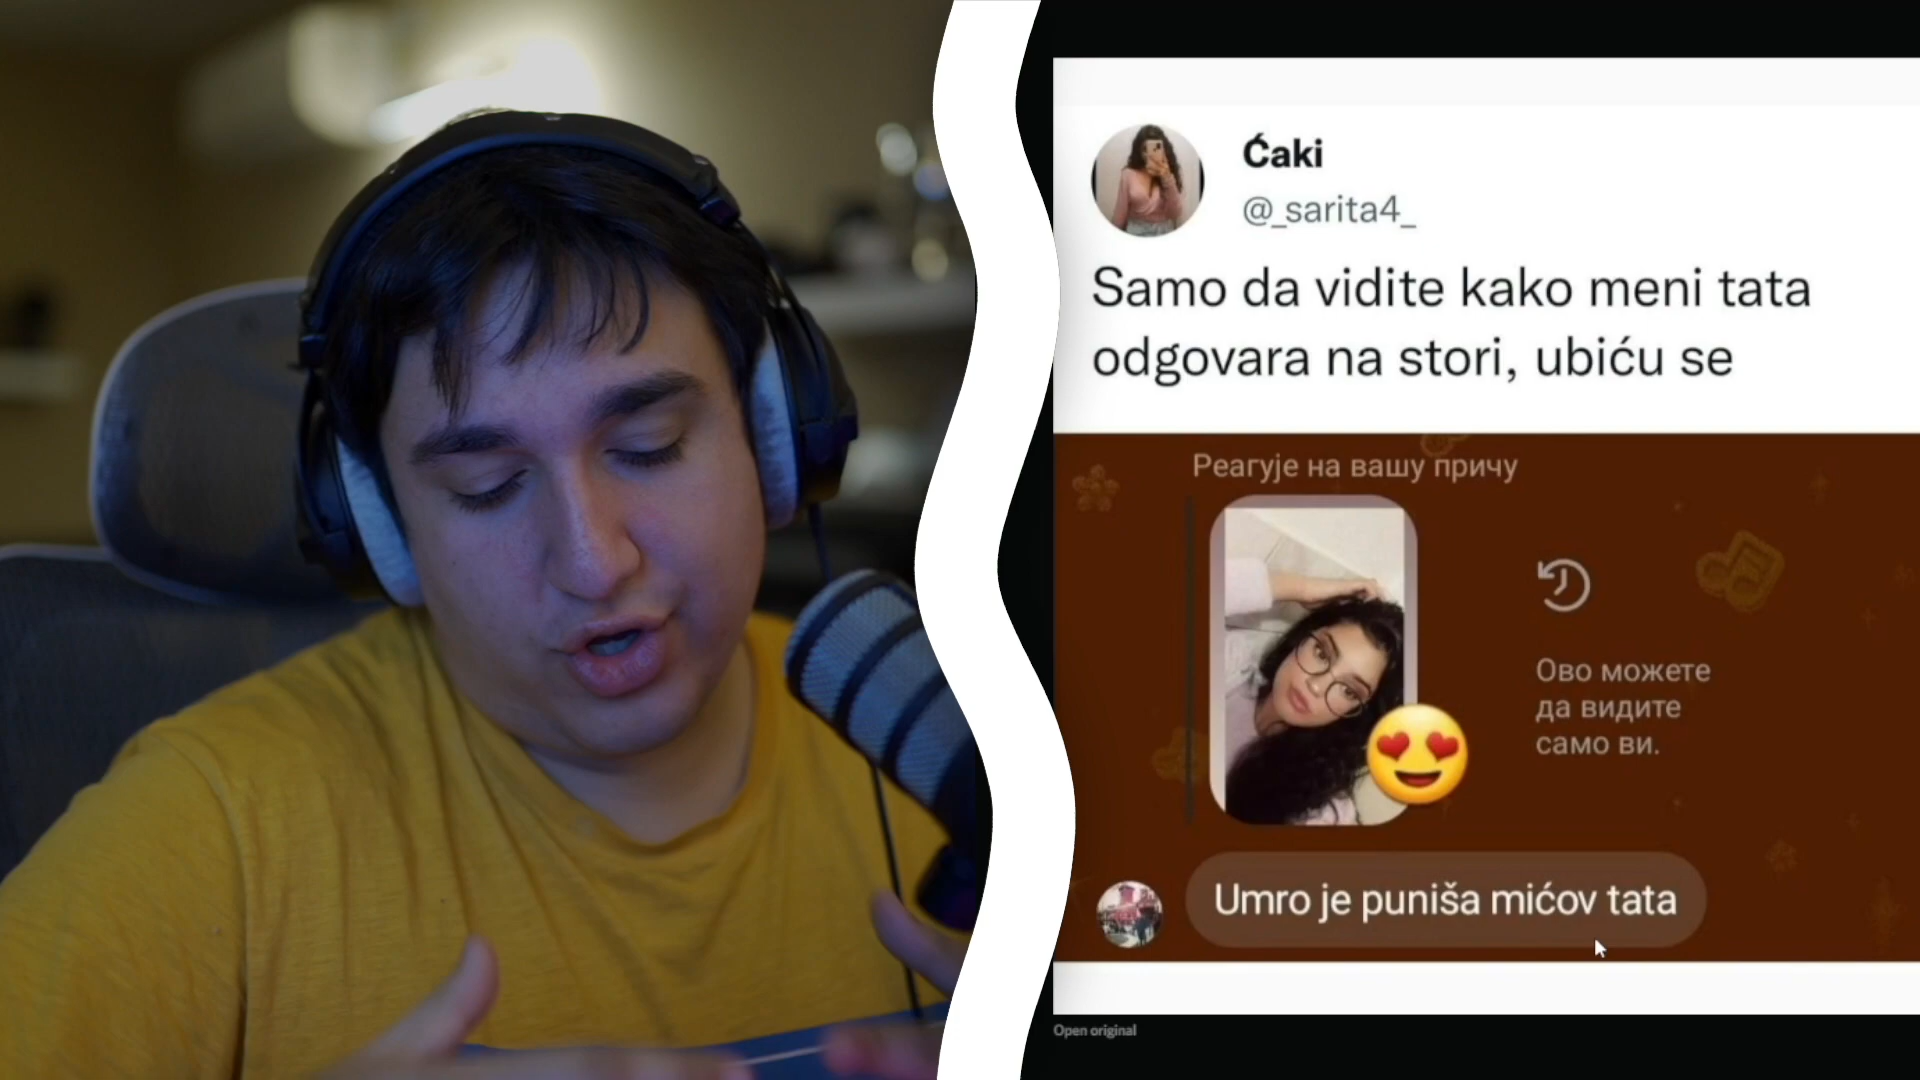 Ćaki
@_sarita4_
Samo da vidite kako meni tata
odgovara na stori, ubiću se
Реагује на вашу причу
Ово можете
да видите
само ви.
Umro je puniša mićov tata
Open original